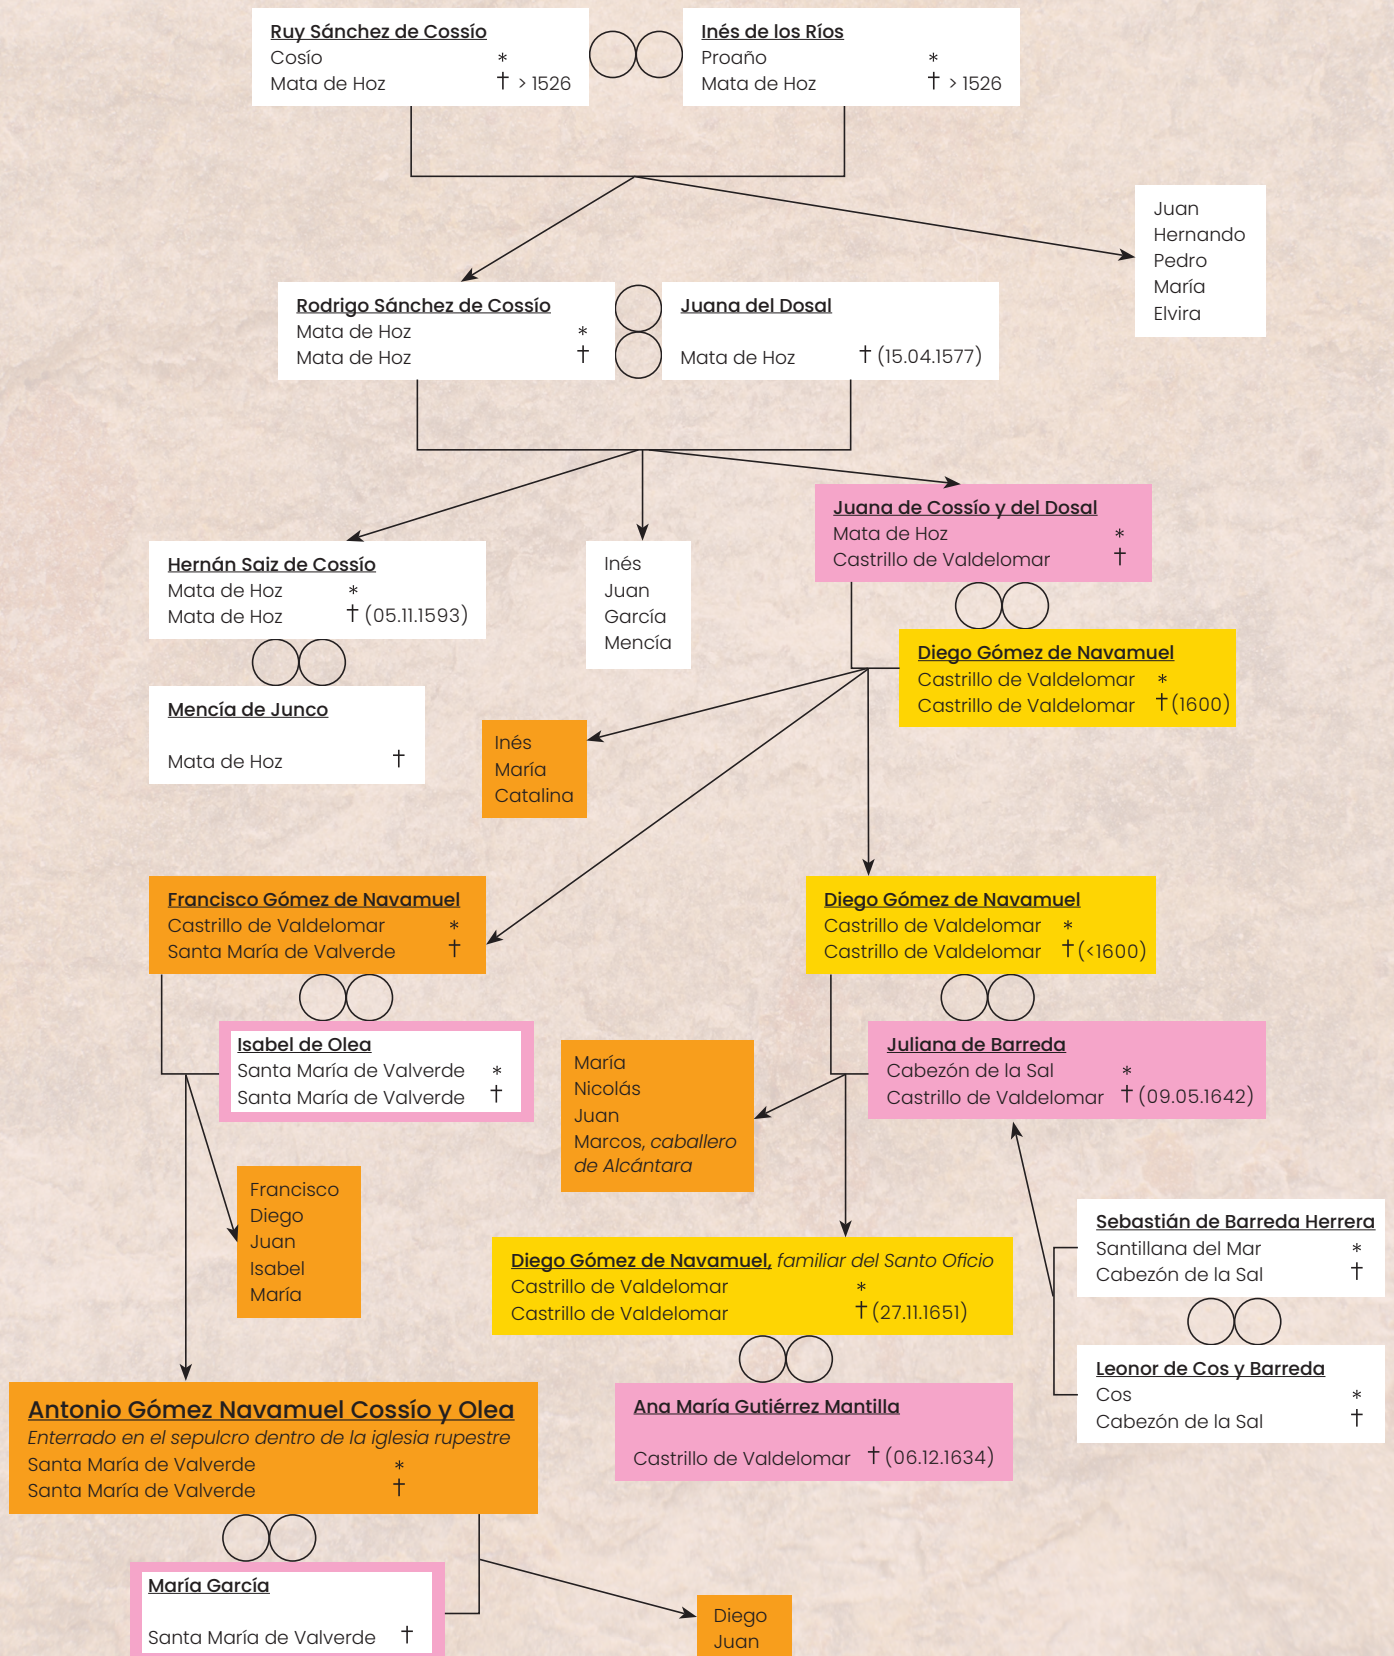 Ruy Sánchez de Cossío
Cosío *
Mata de Hoz † > 1526
Inés de los Ríos
Proaño *
Mata de Hoz † > 1526
Juan
Hernando
Pedro
María
Elvira
Rodrigo Sánchez de Cossío
Mata de Hoz *
Mata de Hoz †
Juana del Dosal
Mata de Hoz † (15.04.1577)
Juana de Cossío y del Dosal
Mata de Hoz *
Castrillo de Valdelomar †
Hernán Saiz de Cossío
Mata de Hoz *
Mata de Hoz † (05.11.1593)
Inés
Juan
García
Mencía
Diego Gómez de Navamuel
Castrillo de Valdelomar *
Castrillo de Valdelomar † (1600)
Mencía de Junco
Mata de Hoz †
Inés
María
Catalina
Francisco Gómez de Navamuel
Castrillo de Valdelomar *
Santa María de Valverde †
Diego Gómez de Navamuel
Castrillo de Valdelomar *
Castrillo de Valdelomar † (<1600)
Isabel de Olea
Santa María de Valverde *
Santa María de Valverde †
María
Nicolás
Juan
Marcos, caballero
de Alcántara
Juliana de Barreda
Cabezón de la Sal *
Castrillo de Valdelomar † (09.05.1642)
Francisco
Diego
Juan
Isabel
María
Sebastián de Barreda Herrera
Santillana del Mar *
Cabezón de la Sal †
Diego Gómez de Navamuel, familiar del Santo Oficio
Castrillo de Valdelomar *
Castrillo de Valdelomar † (27.11.1651)
Leonor de Cos y Barreda
Cos *
Cabezón de la Sal †
Antonio Gómez Navamuel Cossío y Olea
Enterrado en el sepulcro dentro de la iglesia rupestre
Santa María de Valverde *
Santa María de Valverde †
Ana María Gutiérrez Mantilla
Castrillo de Valdelomar † (06.12.1634)
María García
Santa María de Valverde †
Diego
Juan